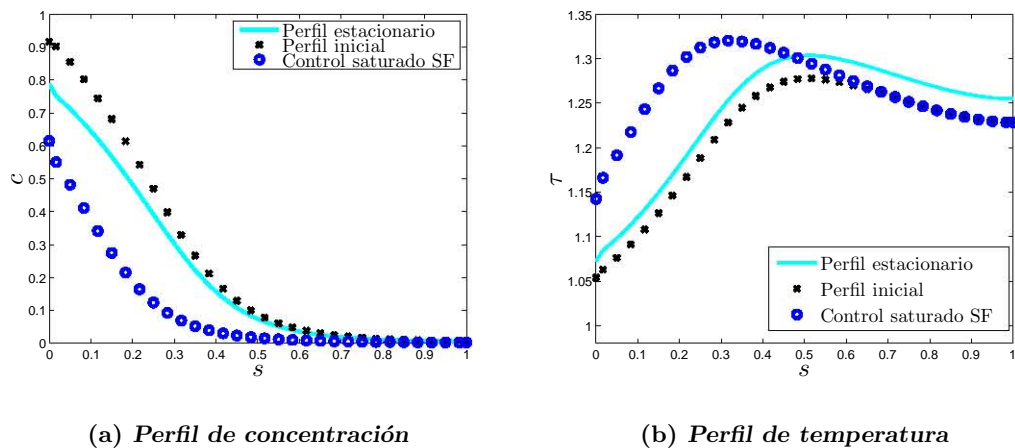 1
0.9
0.8
0.7
0.6
0.5
0.4
0.3
0.2
0.1
0
c
0 0.1 0.2 0.3 0.4 0.5 0.6 0.7 0.8 0.9 1
s
Perfil estacionario
Perfil inicial
Control saturado SF
(a) Perfil de concentración
1.35
1.3
1.25
1.2
1.15
1.1
1.05
1
τ
0 0.1 0.2 0.3 0.4 0.5 0.6 0.7 0.8 0.9 1
s
Perfil estacionario
Perfil inicial
Control saturado SF
(b) Perfil de temperatura